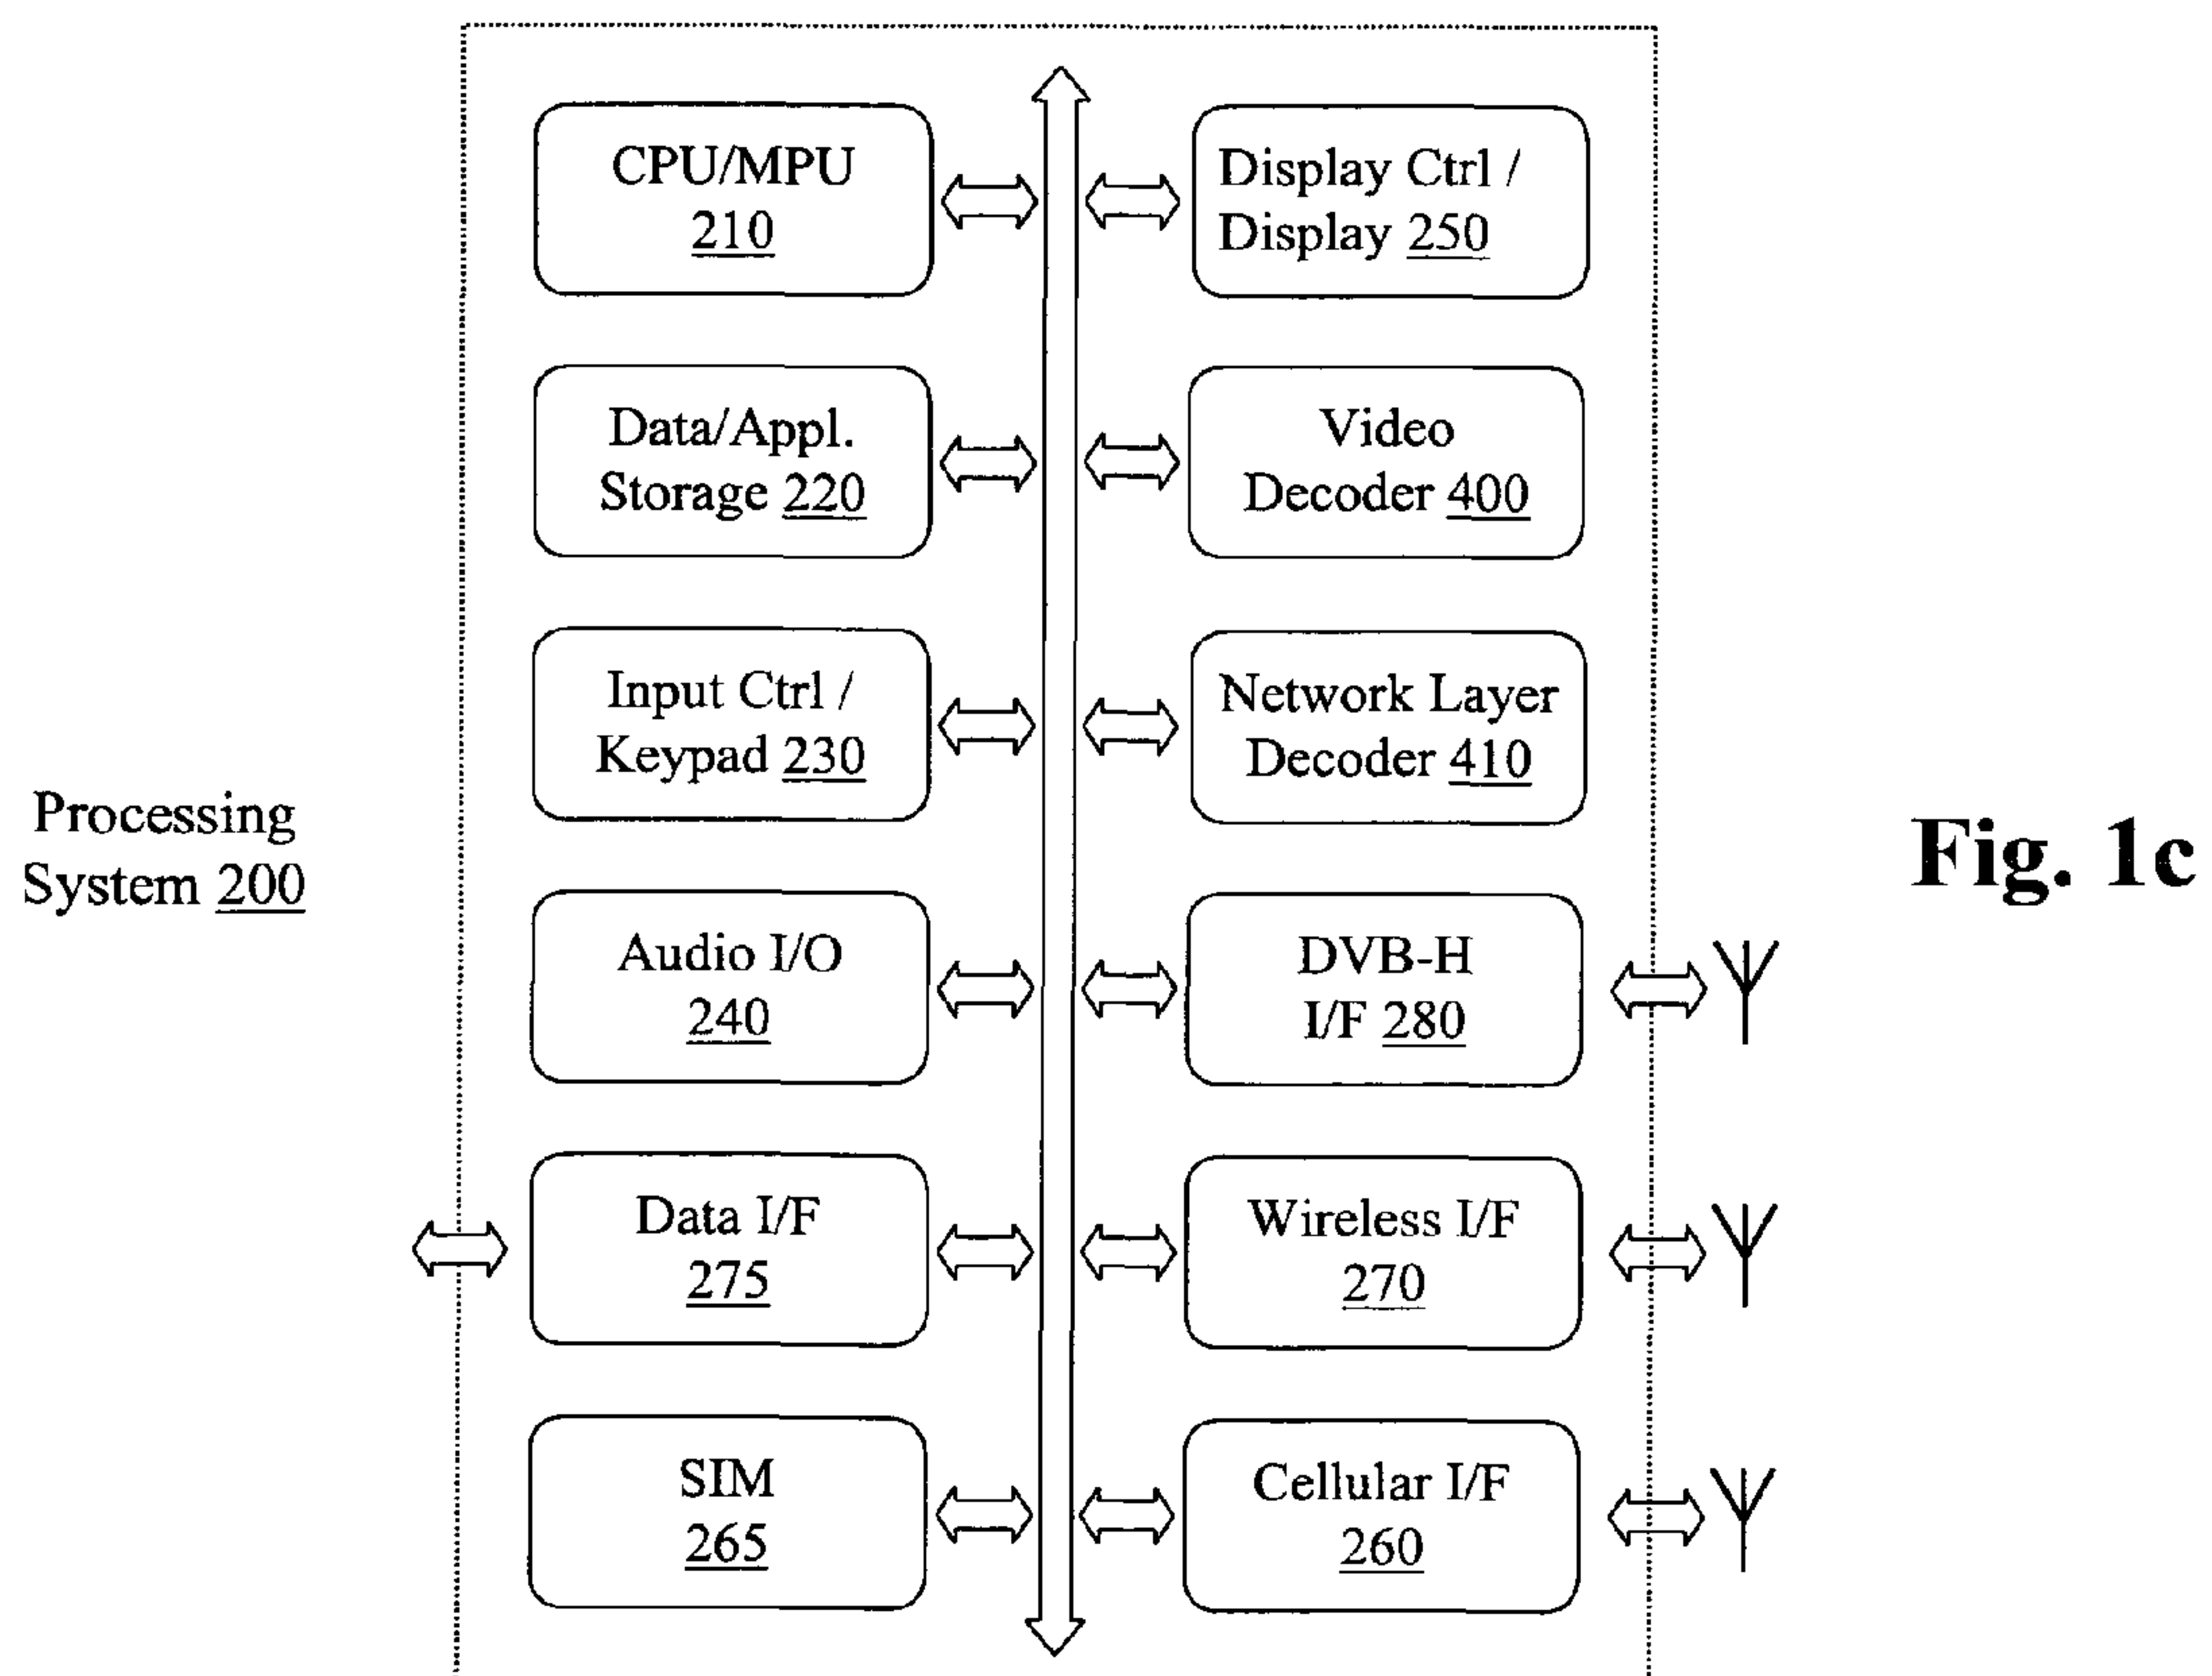 CPU/MPU
210
Display Ctrl /
Display 250
Data/Appl.
Storage 220
Video
Decoder 400
Input Ctrl /
Keypad 230
Network Layer
Decoder 410
Processing
System 200
Fig. 1c
Audio I/O
240
DVB-H
I/F 280
Data I/F
275
Wireless I/F
270
SIM
265
Cellular I/F
260